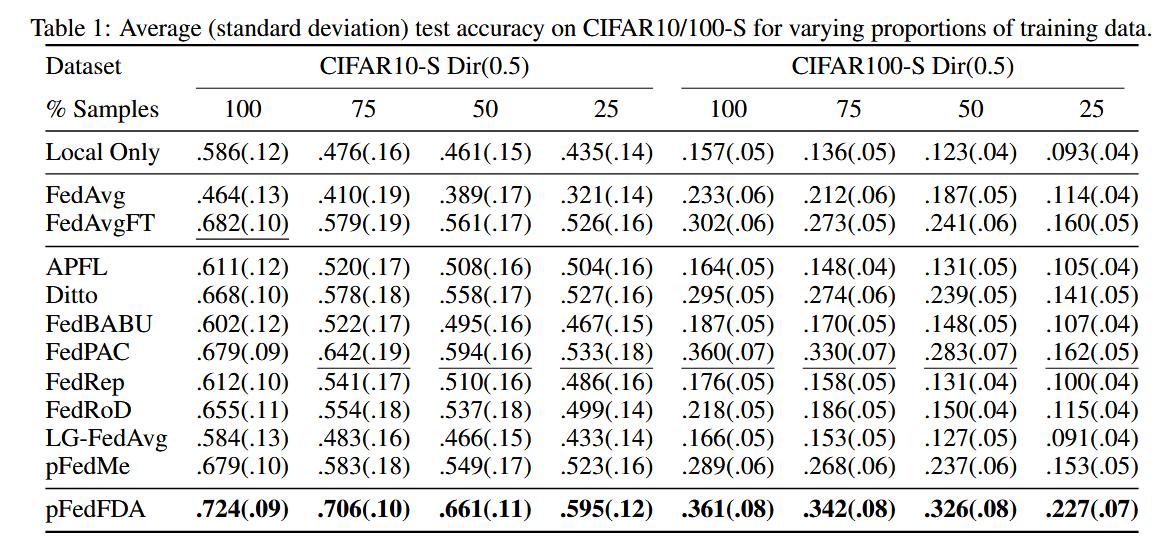 Table 1: Average (standard deviation) test accuracy on CIFAR10/100-S for varying proportions of training data.
Dataset CIFAR10-S Dir(0.5) CIFAR100-S Dir(0.5)
% Samples 100 75 50 25 100 75 50 25
Local Only .586(.12) .476(.16) .461(.15) .435(.14) .157(.05) .136(.05) .123(.04) .093(.04)
FedAvg .464(.13) .410(.19) .389(.17) .321(.14) .233(.06) .212(.06) .187(.05) .114(.04)
FedAvgFT .682(.10) .579(.19) .561(.17) .526(.16) .302(.06) .273(.05) .241(.06) .160(.05)
APFL .611(.12) .520(.17) .508(.16) .504(.16) .164(.05) .148(.04) .131(.05) .105(.04)
Ditto .668(.10) .578(.18) .558(.17) .527(.16) .295(.05) .274(.06) .239(.05) .141(.05)
FedBABU .602(.12) .522(.17) .495(.16) .467(.15) .187(.05) .170(.05) .148(.05) .107(.04)
FedPAC .679(.09) .642(.19) .594(.16) .533(.18) .360(.07) .330(.07) .283(.07) .162(.05)
FedRep .612(.10) .541(.17) .510(.16) .486(.16) .176(.05) .158(.05) .131(.04) .100(.04)
FedRoD .655(.11) .554(.18) .537(.18) .499(.14) .218(.05) .186(.05) .150(.04) .115(.04)
LG-FedAvg .584(.13) .483(.16) .466(.15) .433(.14) .166(.05) .153(.05) .127(.05) .091(.04)
pFedMe .679(.10) .583(.18) .549(.17) .523(.16) .289(.06) .268(.06) .237(.06) .153(.05)
pFedFDA .724(.09) .706(.10) .661(.11) .595(.12) .361(.08) .342(.08) .326(.08) .227(.07)